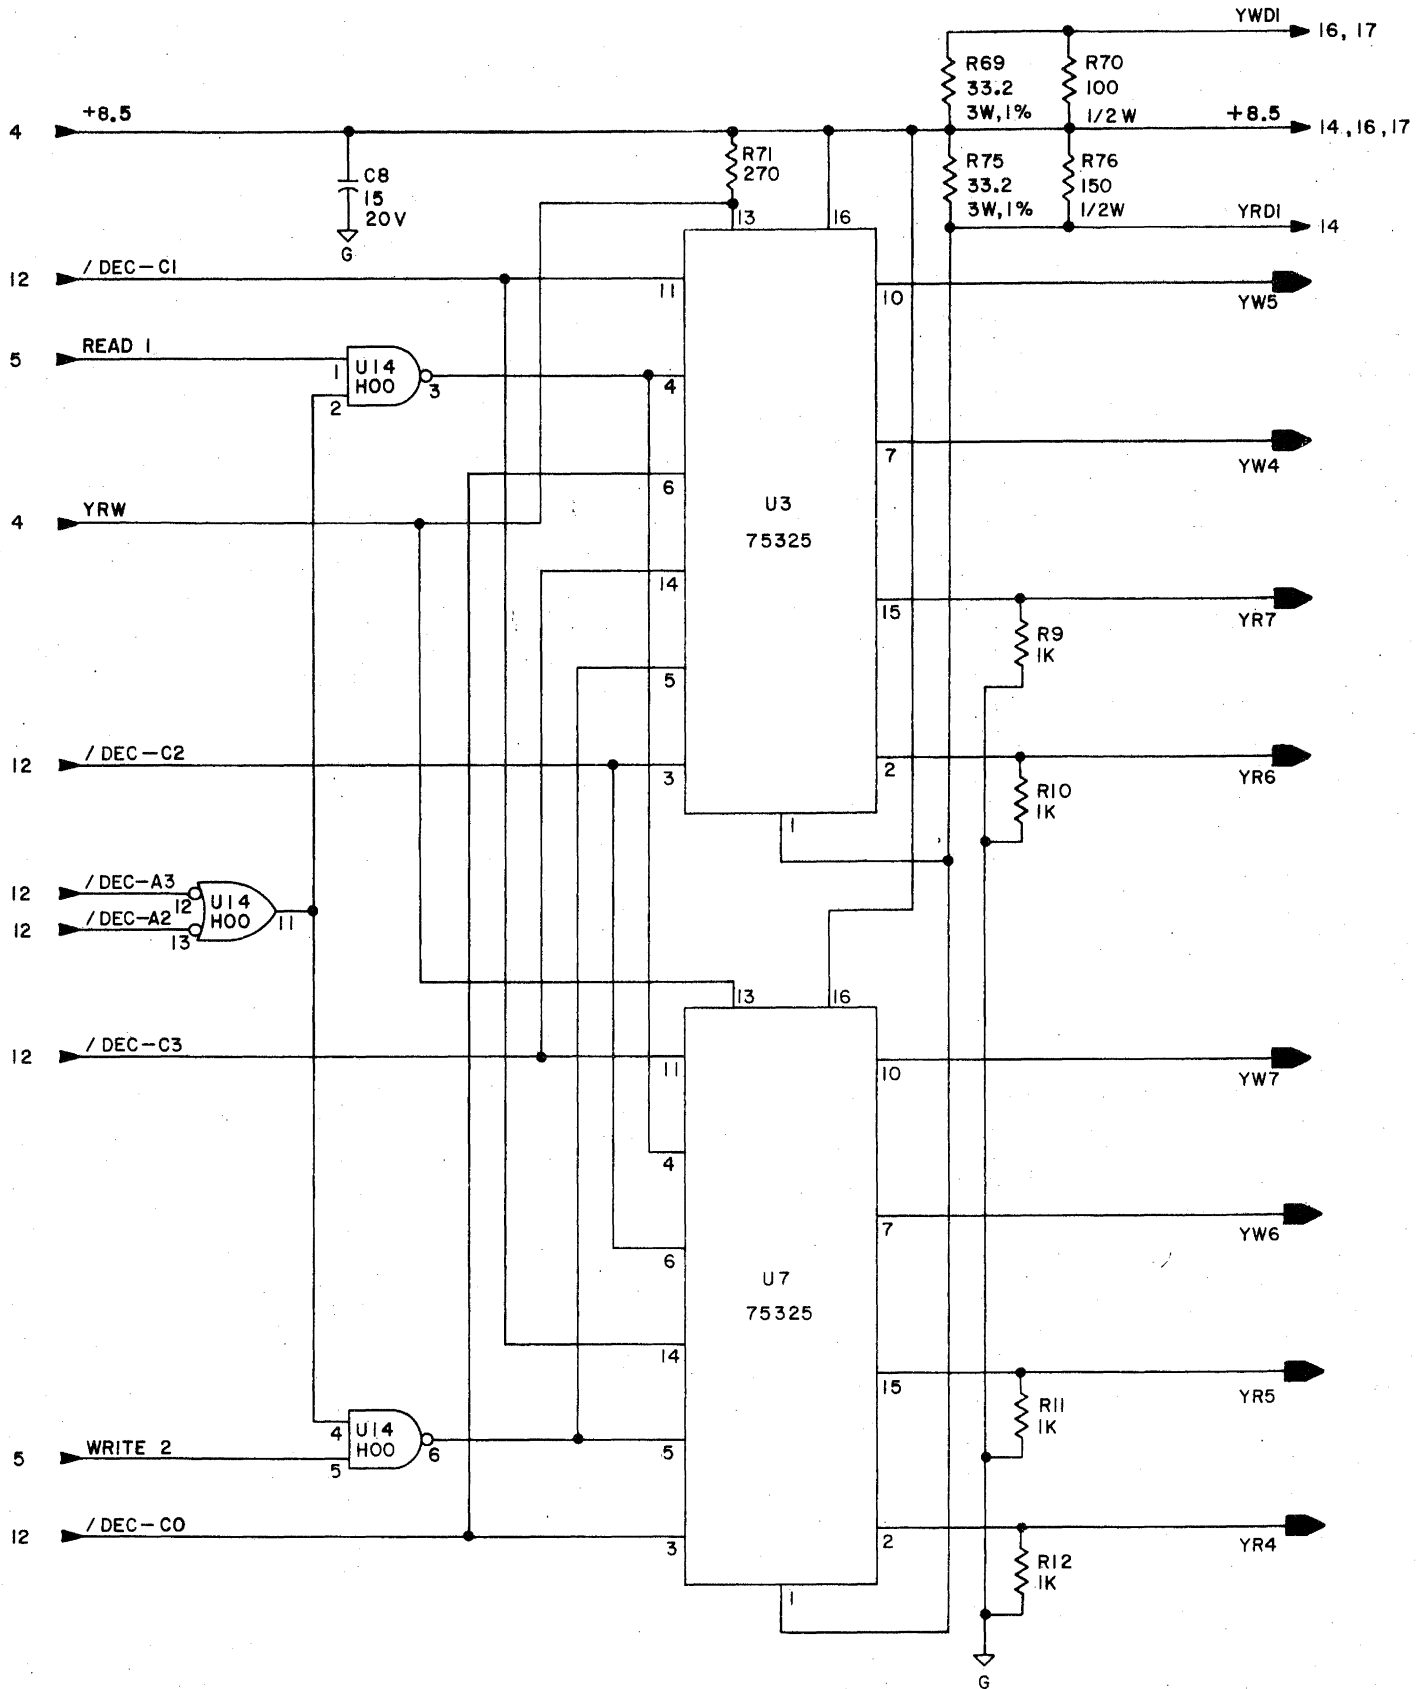 YWD1
16, 17
R69
33.2
3W,1%
R70
100
1/2 W
4
+8.5
+8.5
14,16,17
R71
270
C8
15
20V
G
R75
33.2
3W,1%
R76
150
1/2W
YRD1
14
13
16
12
/DEC-C1
11
10
YW5
5
READ 1
1
2
U14
H00
3
4
7
YW4
6
4
YRW
U3
75325
14
15
YR7
R9
1K
5
12
/DEC-C2
3
2
YR6
R10
1K
1
12
/DEC-A3
12
U14
H00
11
12
/DEC-A2
13
13
16
12
/DEC-C3
11
10
YW7
4
7
YW6
6
U7
75325
14
15
YR5
R11
1K
4
U14
H00
6
5
5
WRITE 2
5
12
/DEC-C0
3
2
YR4
R12
1K
1
G